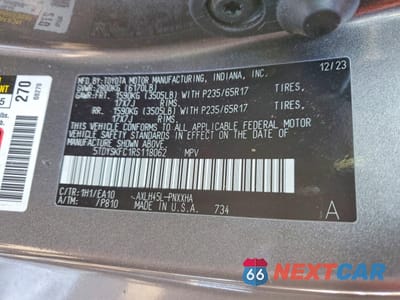 12/23
MFD. BY:TOYOTA MOTOR MANUFACTURING, INDIANA, INC.
GVWR:2800KG (6170LB)
GAWR:FRT. 1590KG (3505LB) WITH P235/65R17 TIRES,
17X7J RIMS,
RR. 1590KG (3505LB) WITH P235/65R17 TIRES,
17X7J RIMS,
THIS VEHICLE CONFORMS TO ALL APPLICABLE FEDERAL MOTOR
VEHICLE SAFETY STANDARDS IN EFFECT ON THE DATE OF
MANUFACTURE SHOWN ABOVE.
5TDYSKFC1RS118062 MPV
C/TR:1H1/EA10 AXLH45L-PNXXHA
A/TM: /P810 MADE IN U.S.A. 734
A
270
66 NEXTCAR